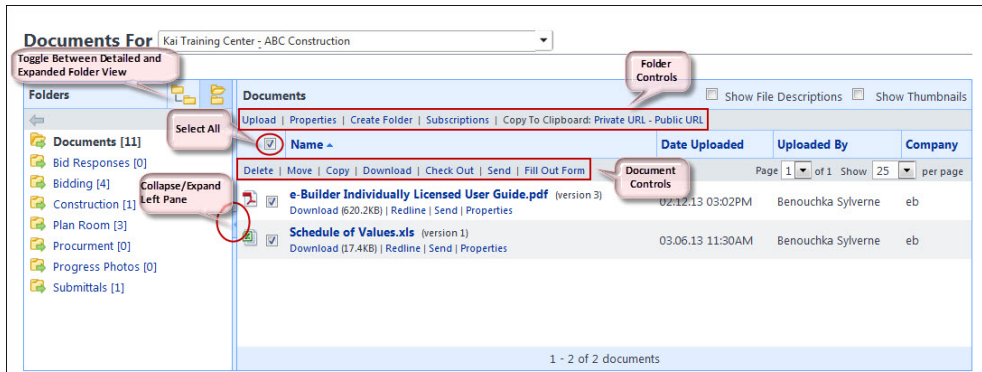 Documents For Kai Training Center - ABC Construction
Toggle Between Detailed and
Expanded Folder View
Folder
Controls
Folders
Documents
Show File Descriptions Show Thumbnails
Upload | Properties | Create Folder | Subscriptions | Copy To Clipboard: Private URL - Public URL
Select All
Documents [11]
Name Date Uploaded Uploaded By Company
Bid Responses [0]
Delete | Move | Copy | Download | Check Out | Send | Fill Out Form
Document
Controls
Page 1 of 1 Show 25 per page
Bidding [4]
Collapse/Expand
Left Pane
Construction [1]
e-Builder Individually Licensed User Guide.pdf (version 3)
Download (620.2KB) | Redline | Send | Properties
02.12.13 03:02PM Benouchka Sylverne eb
Plan Room [3]
Schedule of Values.xls (version 1)
Download (17.4KB) | Redline | Send | Properties
03.06.13 11:30AM Benouchka Sylverne eb
Procurment [0]
Progress Photos [0]
Submittals [1]
1 - 2 of 2 documents